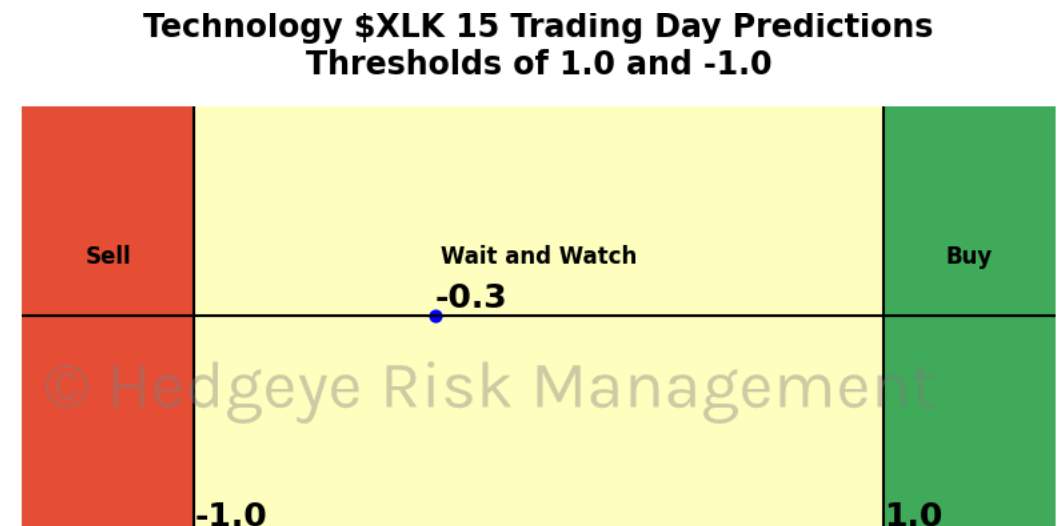 Technology $XLK 15 Trading Day Predictions
Thresholds of 1.0 and -1.0
Sell
Wait and Watch
Buy
-0.3
© Hedgeye Risk Management
-1.0
1.0